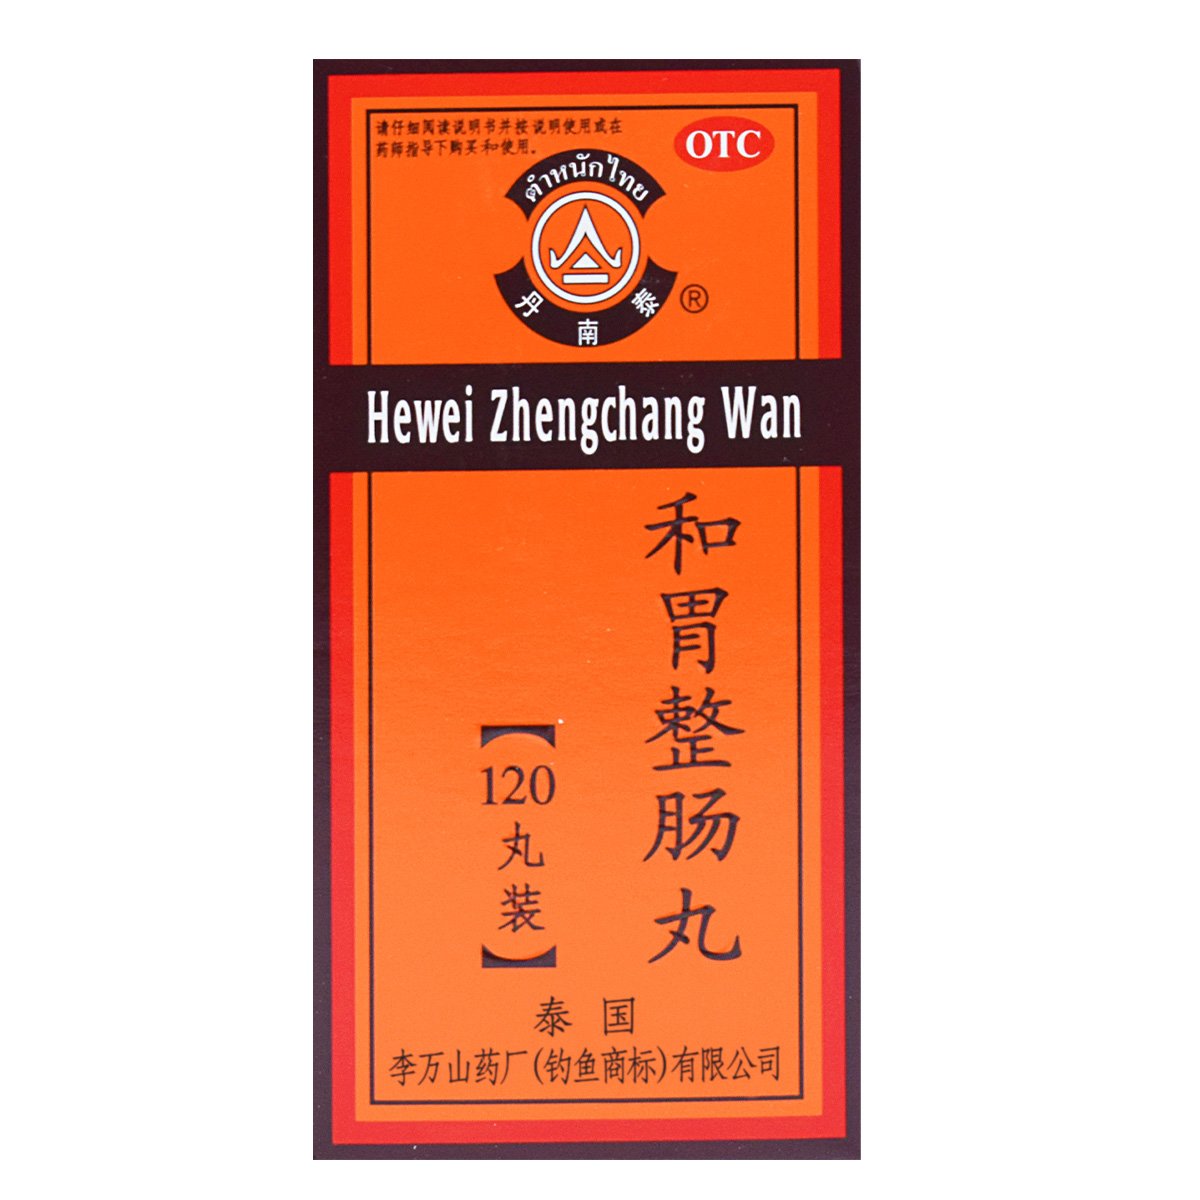 请仔细阅读说明书并按说明使用或在
药师指导下购买和使用。
OTC
ตำหนักไทย
丹南泰
®
Hewei Zhengchang Wan
和胃整肠丸
【120丸装】
泰国
李万山药厂(钓鱼商标)有限公司